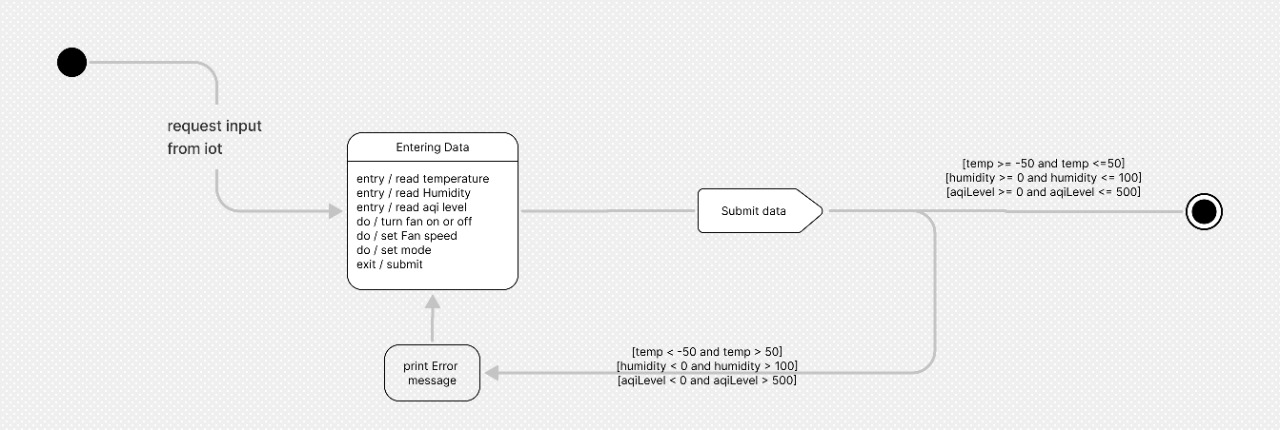 request input
from iot
Entering Data
entry / read temperature
entry / read Humidity
entry / read aqi level
do / turn fan on or off
do / set Fan speed
do / set mode
exit / submit
Submit data
[temp >= -50 and temp <=50]
[humidity >= 0 and humidity <= 100]
[aqiLevel >= 0 and aqiLevel <= 500]
print Error
message
[temp < -50 and temp > 50]
[humidity < 0 and humidity > 100]
[aqiLevel < 0 and aqiLevel > 500]